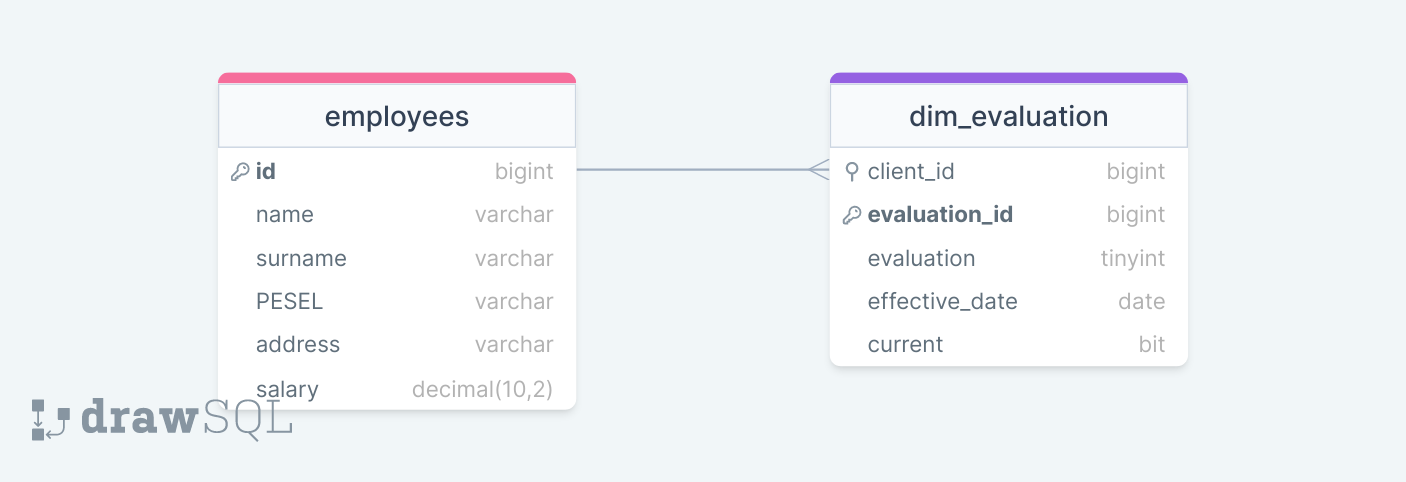 employees
id bigint
name varchar
surname varchar
PESEL varchar
address varchar
salary decimal(10,2)
dim_evaluation
client_id bigint
evaluation_id bigint
evaluation tinyint
effective_date date
current bit
drawSQL